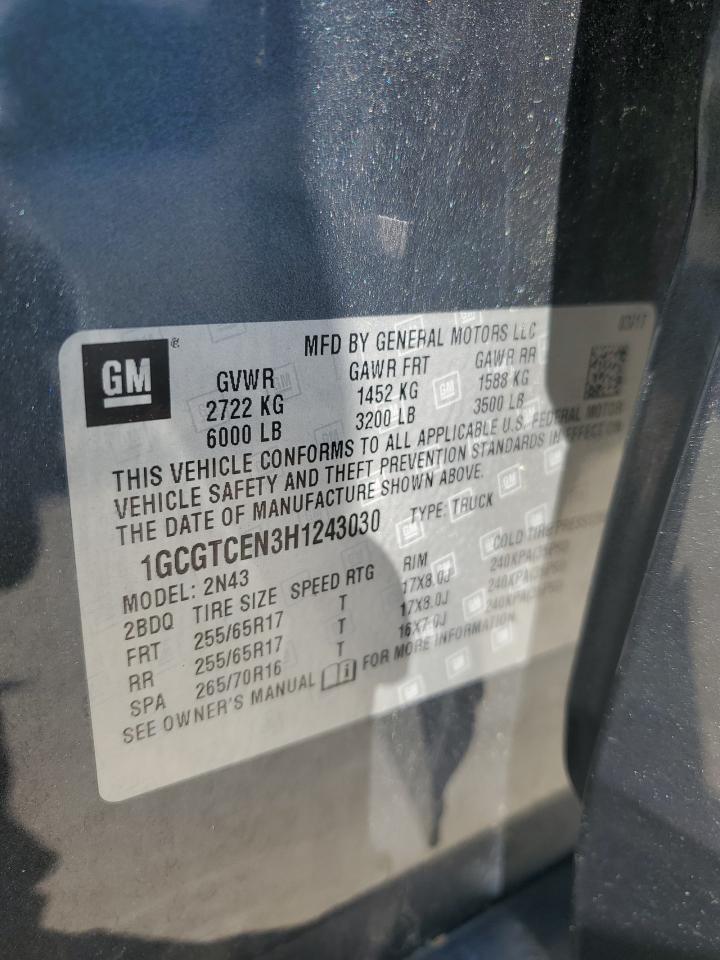 GM
®
MFD BY GENERAL MOTORS LLC
03/17
GVWR GAWR FRT GAWR RR
2722 KG 1452 KG 1588 KG
6000 LB 3200 LB 3500 LB
THIS VEHICLE CONFORMS TO ALL APPLICABLE U.S. FEDERAL MOTOR
VEHICLE SAFETY AND THEFT PREVENTION STANDARDS IN EFFECT ON
THE DATE OF MANUFACTURE SHOWN ABOVE.
1GCGTCEN3H1243030 TYPE: TRUCK
MODEL: 2N43
2BDQ TIRE SIZE SPEED RTG RIM COLD TIRE PRESSURE
FRT 255/65R17 T 17X8.0J 240KPA(35PSI)
RR 255/65R17 T 17X8.0J 240KPA(35PSI)
SPA 265/70R16 T 16X7.0J 240KPA(35PSI)
SEE OWNER'S MANUAL FOR MORE INFORMATION.